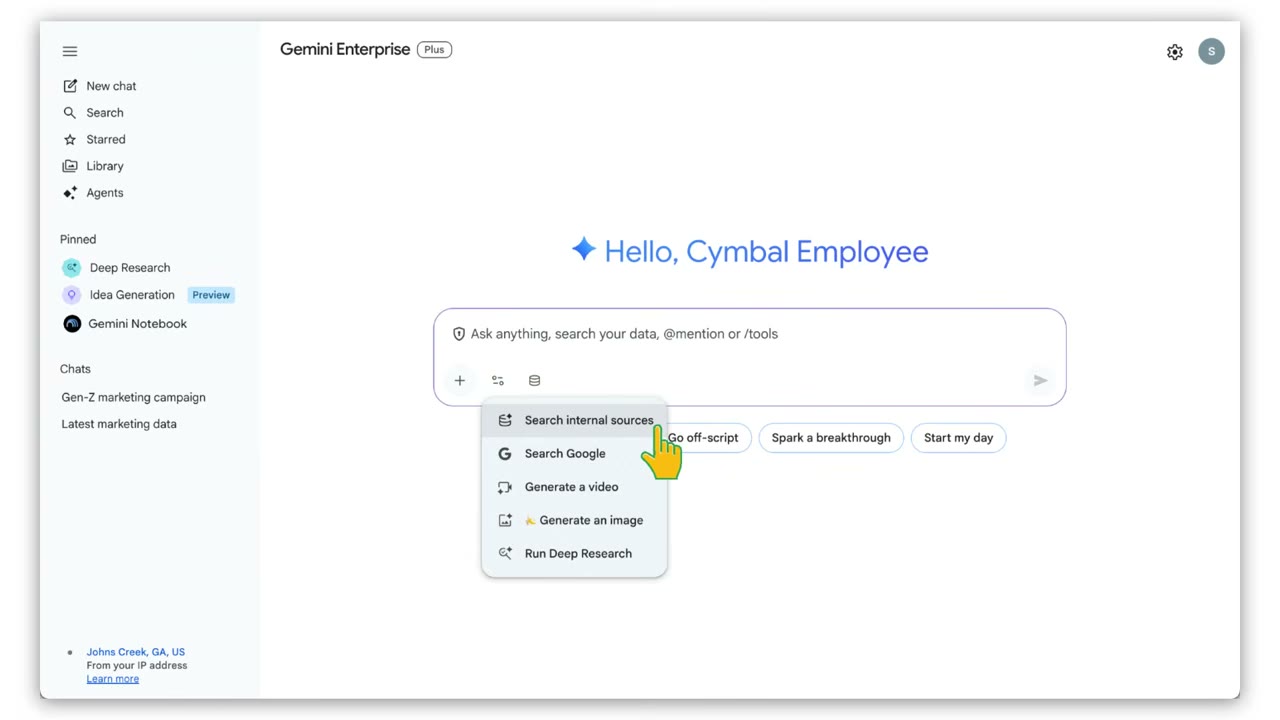 Gemini Enterprise Plus
S
New chat
Search
Starred
Library
Agents
Pinned
Deep Research
Idea Generation Preview
Gemini Notebook
Chats
Gen-Z marketing campaign
Latest marketing data
Johns Creek, GA, US
From your IP address
Learn more
Hello, Cymbal Employee
Ask anything, search your data, @mention or /tools
Search internal sources
Search Google
Generate a video
Generate an image
Run Deep Research
Go off-script
Spark a breakthrough
Start my day